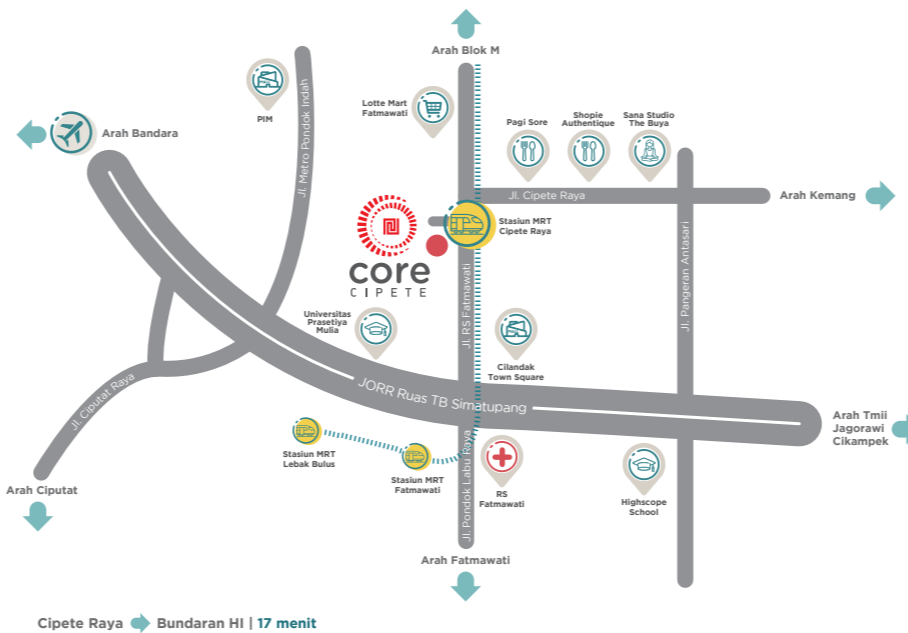 Arah Blok M
PIM
Jl. Metro Pondok Indah
Lotte Mart
Fatmawati
Pagi Sore
Shopie
Authentique
Sana Studio
The Buya
Arah Bandara
Jl. Cipete Raya
Arah Kemang
Stasiun MRT
Cipete Raya
core
CIPETE
Jl. RS Fatmawati
Jl. Pangeran Antasari
Universitas
Prasetiya
Mulia
Cilandak
Town Square
JORR Ruas TB Simatupang
Jl. Ciputat Raya
Arah Tmii
Jagorawi
Cikampek
Stasiun MRT
Lebak Bulus
Stasiun MRT
Fatmawati
Jl. Pondok Labu Raya
RS
Fatmawati
Highscope
School
Arah Ciputat
Arah Fatmawati
Cipete Raya Bundaran HI | 17 menit